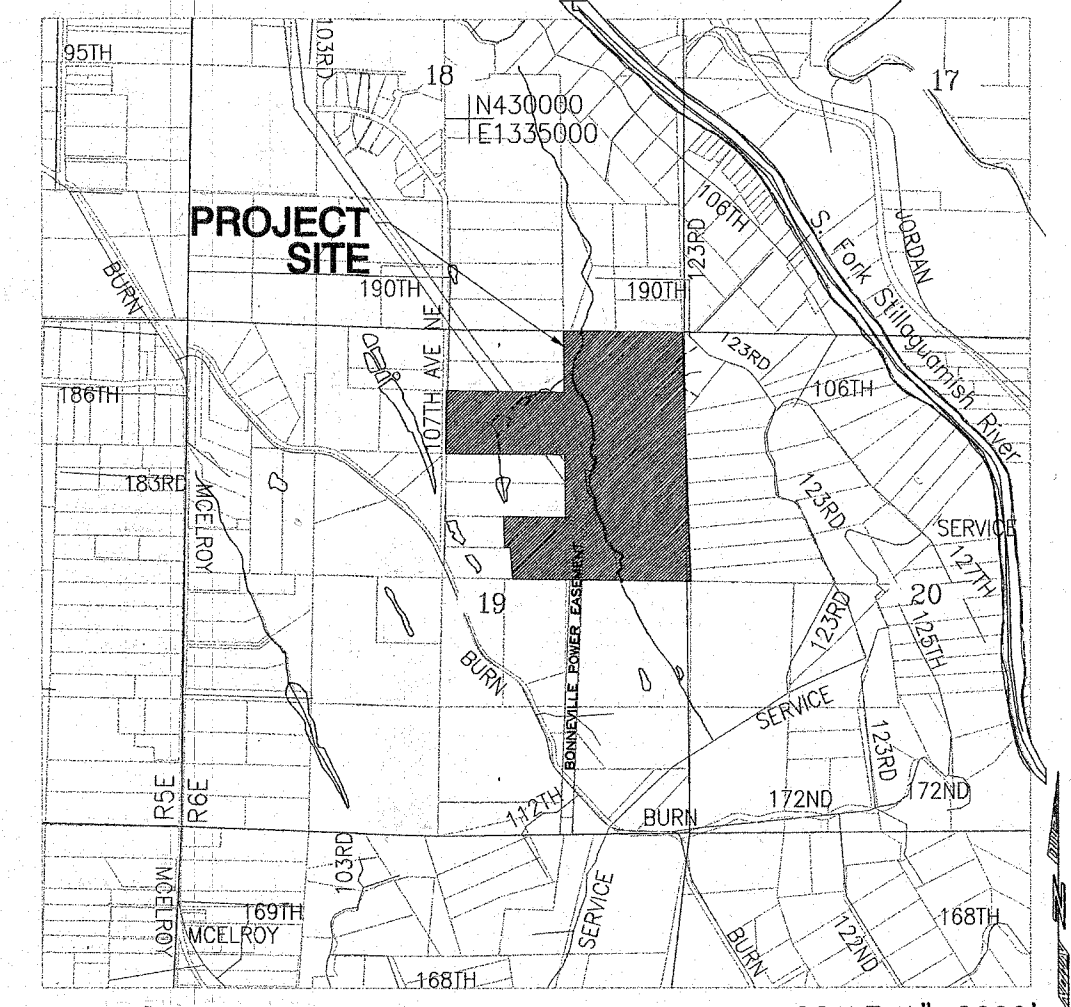 95TH
103RD
18
17
N430000
E1335000
PROJECT
SITE
106TH
123RD
S. Fork Stillaguamish River
JORDAN
BURN
190TH
190TH
107TH AVE NE
123RD
186TH
106TH
183RD
MCELROY
123RD
SERVICE
127TH
19
20
BONNEVILLE POWER EASEMENT
123RD
125TH
BURN
SERVICE
123RD
R5E
R6E
112TH
BURN
172ND
172ND
103RD
MCELROY
169TH
MCELROY
SERVICE
BURN
122ND
168TH
168TH
N